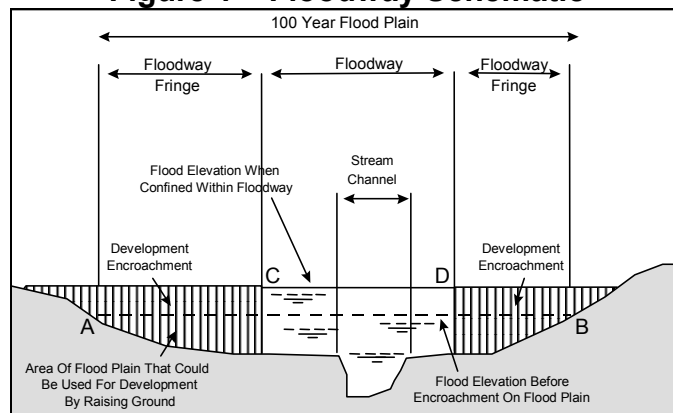 Figure – Floodway Schematic
100 Year Flood Plain
Floodway
Fringe
Floodway
Floodway
Fringe
Flood Elevation When
Confined Within Floodway
Stream
Channel
Development
Encroachment
C
D
Development
Encroachment
A
B
Area Of Flood Plain That Could
Be Used For Development
By Raising Ground
Flood Elevation Before
Encroachment On Flood Plain